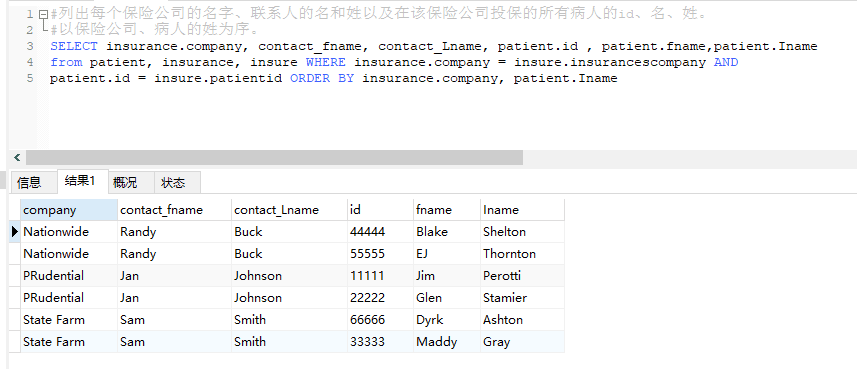 1 #列出每个保险公司的名字、联系人的名和姓以及在该保险公司投保的所有病人的id、名、姓。
2 #以保险公司、病人的姓为序。
3 SELECT insurance.company, contact_fname, contact_Lname, patient.id , patient.fname,patient.Iname
4 from patient, insurance, insure WHERE insurance.company = insure.insurancescompany AND
5 patient.id = insure.patientid ORDER BY insurance.company, patient.Iname
信息 结果1 概况 状态
company contact_fname contact_Lname id fname Iname
Nationwide Randy Buck 44444 Blake Shelton
Nationwide Randy Buck 55555 EJ Thornton
PRudential Jan Johnson 11111 Jim Perotti
PRudential Jan Johnson 22222 Glen Stamier
State Farm Sam Smith 66666 Dyrk Ashton
State Farm Sam Smith 33333 Maddy Gray